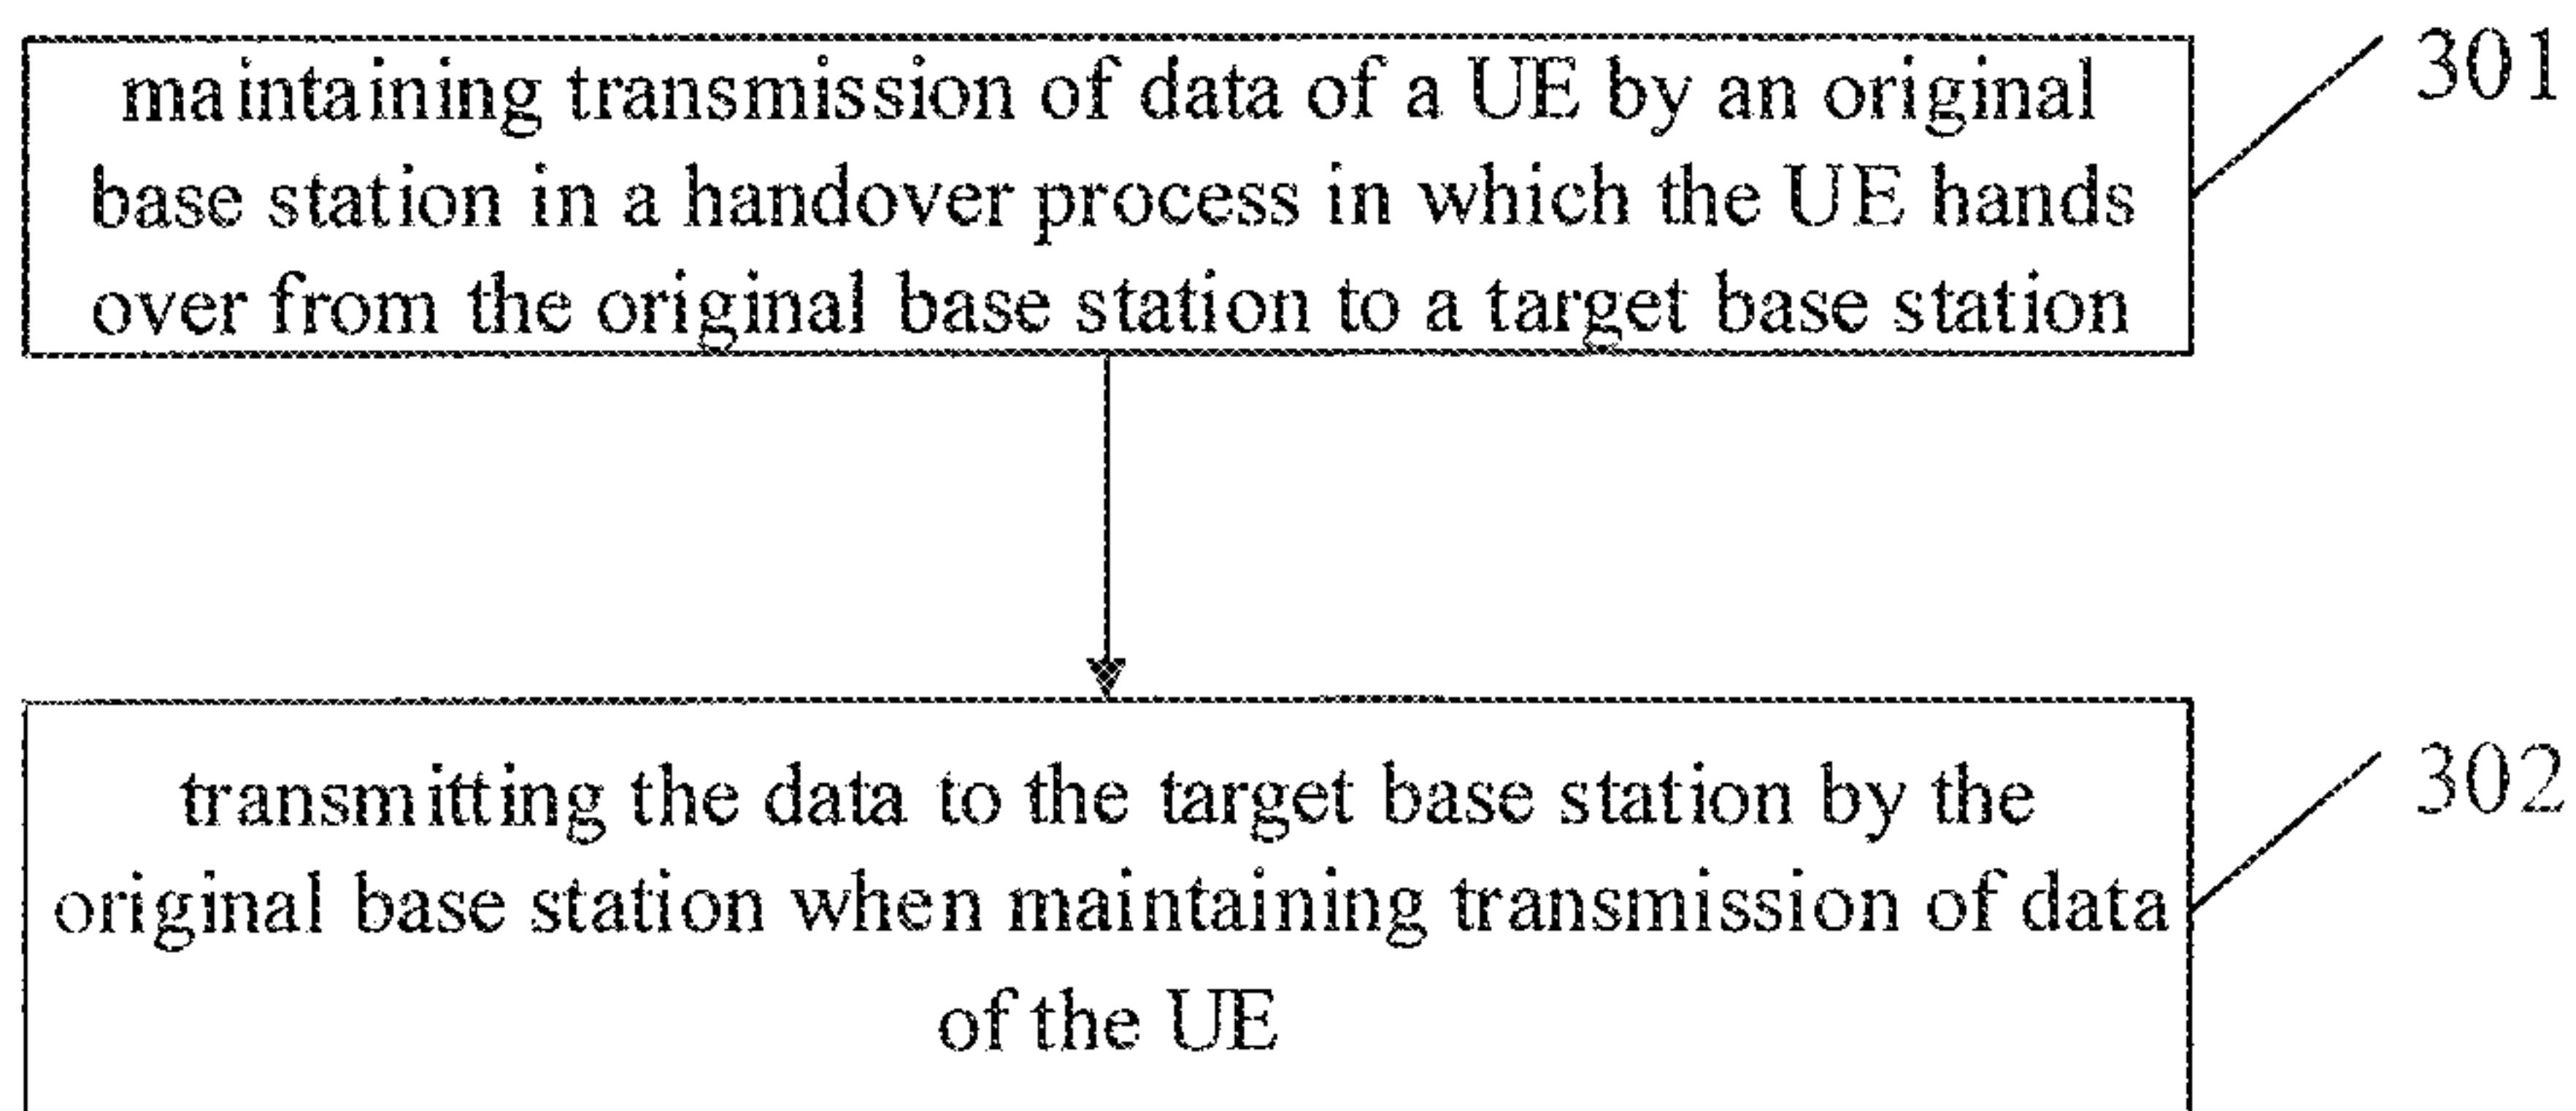 maintaining transmission of data of a UE by an original
base station in a handover process in which the UE hands
over from the original base station to a target base station
301
transmitting the data to the target base station by the
original base station when maintaining transmission of data
of the UE
302